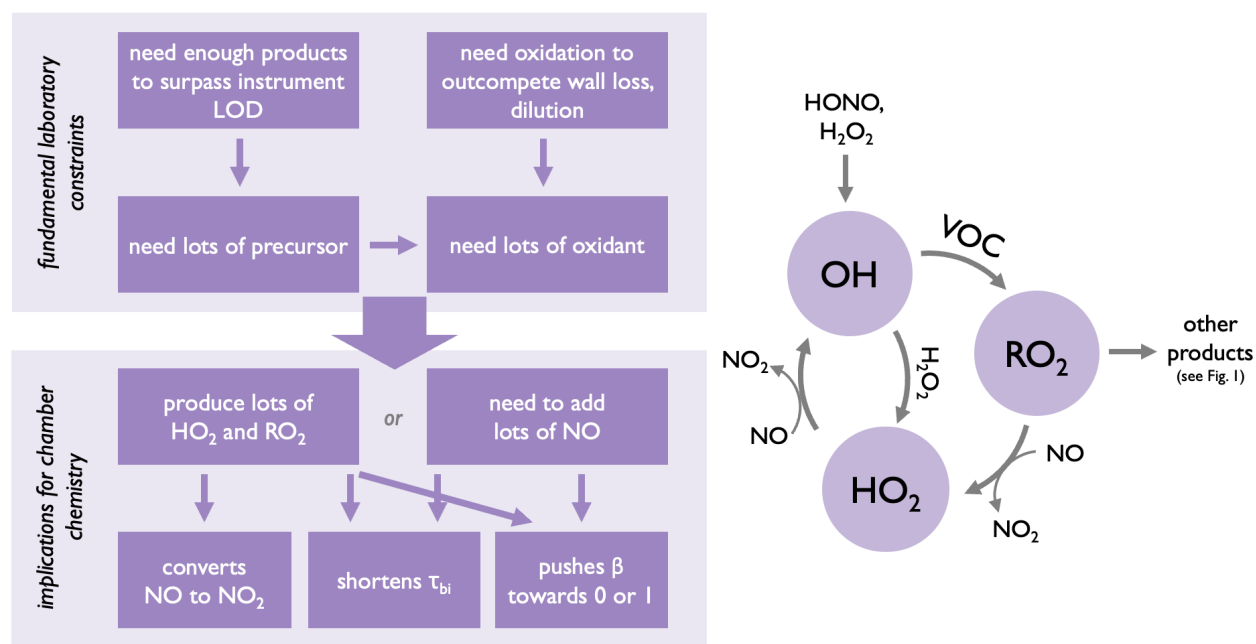 fundamental laboratory
constraints
need enough products
to surpass instrument
LOD
need oxidation to
outcompete wall loss,
dilution
need lots of precursor
need lots of oxidant
implications for chamber
chemistry
produce lots of
HO₂ and RO₂
or
need to add
lots of NO
converts
NO to NO₂
shortens τbi
pushes β
towards 0 or 1
HONO,
H₂O₂
OH
VOC
RO₂
other
products
(see Fig. 1)
H₂O₂
NO₂
NO
HO₂
NO
NO₂